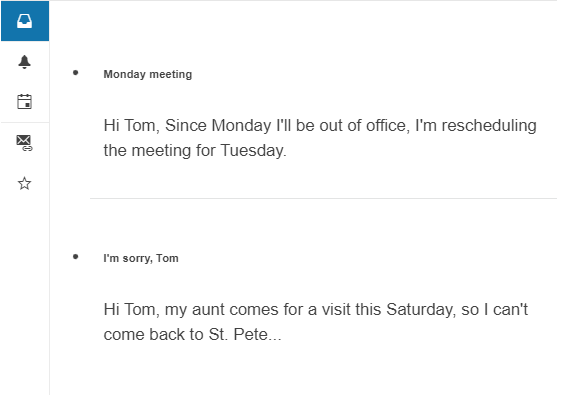 Monday meeting
Hi Tom, Since Monday I'll be out of office, I'm rescheduling
the meeting for Tuesday.
I'm sorry, Tom
Hi Tom, my aunt comes for a visit this Saturday, so I can't
come back to St. Pete...